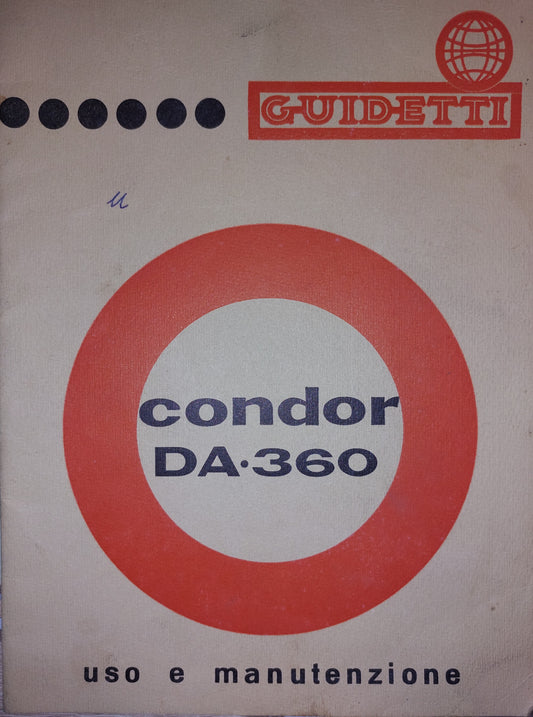 GUIDETTI
u
condor
DA·360
uso e manutenzione